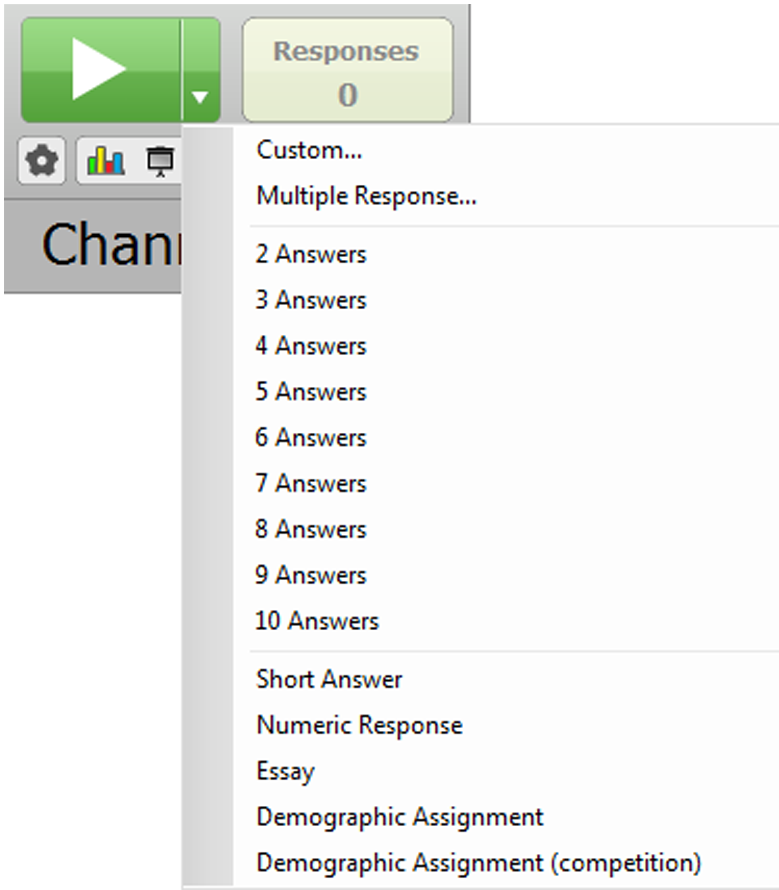 Responses
0
Custom...
Multiple Response...
2 Answers
3 Answers
4 Answers
5 Answers
6 Answers
7 Answers
8 Answers
9 Answers
10 Answers
Short Answer
Numeric Response
Essay
Demographic Assignment
Demographic Assignment (competition)